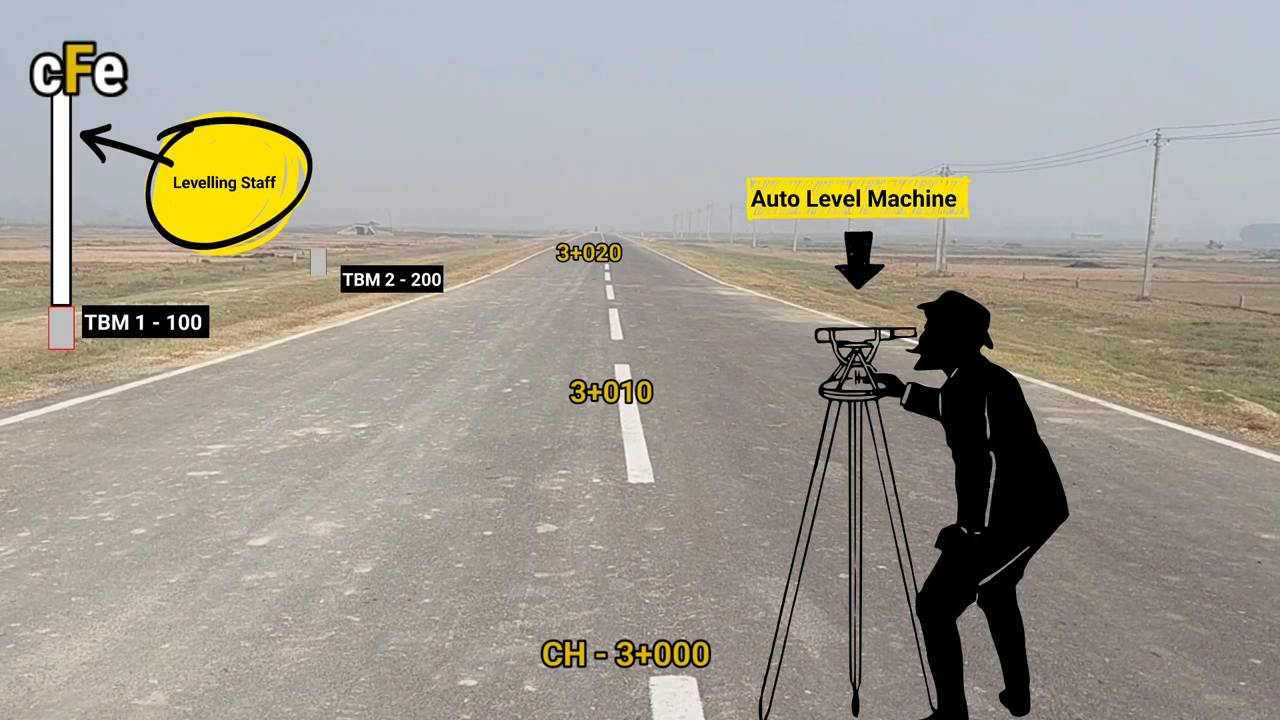 cFe
Levelling Staff
Auto Level Machine
3+020
TBM 2 - 200
TBM 1 - 100
3+010
CH - 3+000